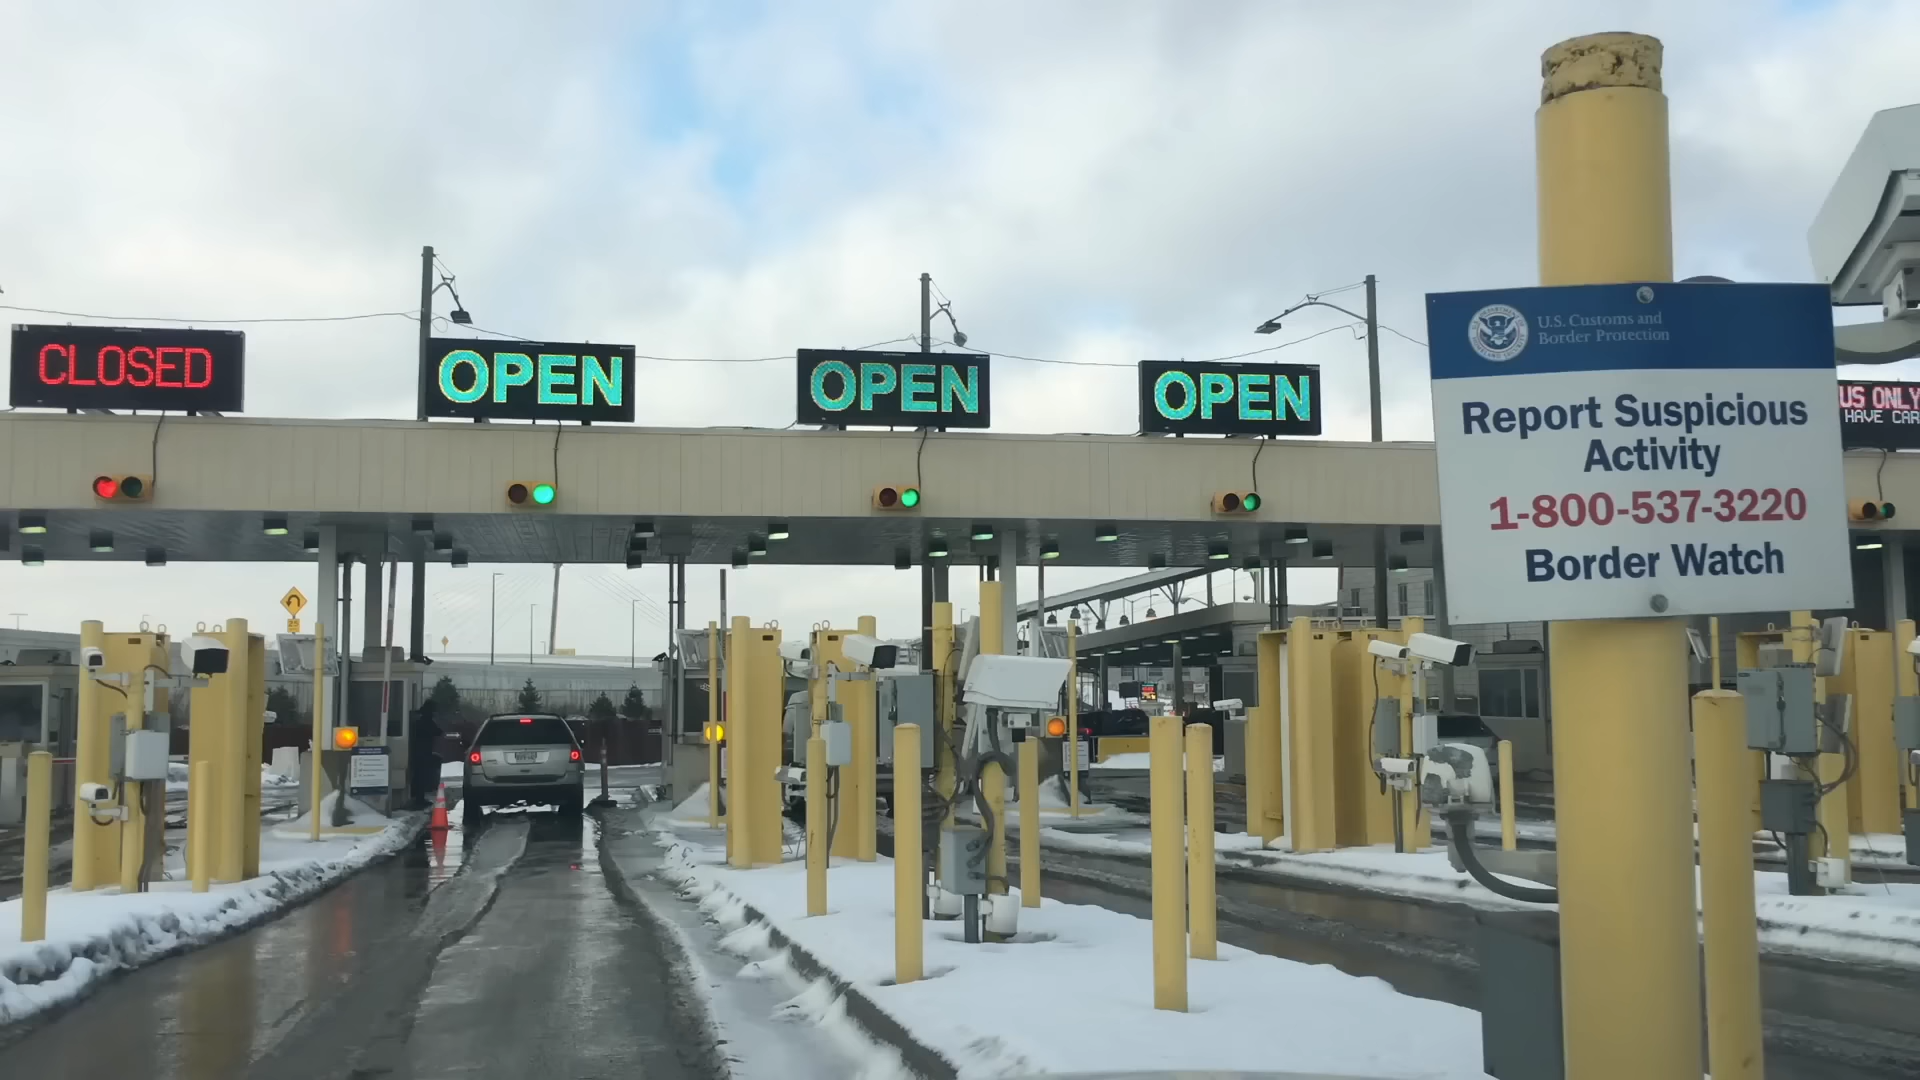 CLOSED
OPEN
OPEN
OPEN
US ONLY
HAVE CAR
U.S. Customs and
Border Protection
Report Suspicious
Activity
1-800-537-3220
Border Watch